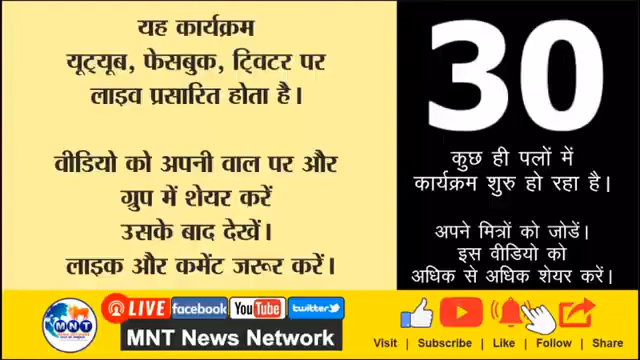 यह कार्यक्रम
यूट्यूब, फेसबुक, ट्विटर पर
लाइव प्रसारित होता है।
वीडियो को अपनी वाल पर और
ग्रुप में शेयर करें
उसके बाद देखें।
लाइक और कमेंट जरूर करें।
30
कुछ ही पलों में
कार्यक्रम शुरु हो रहा है।
अपने मित्रों को जोडें।
इस वीडियो को
अधिक से अधिक शेयर करें।
MNT
LIVE facebook YouTube twitter
MNT News Network
Visit | Subscribe | Like | Follow | Share